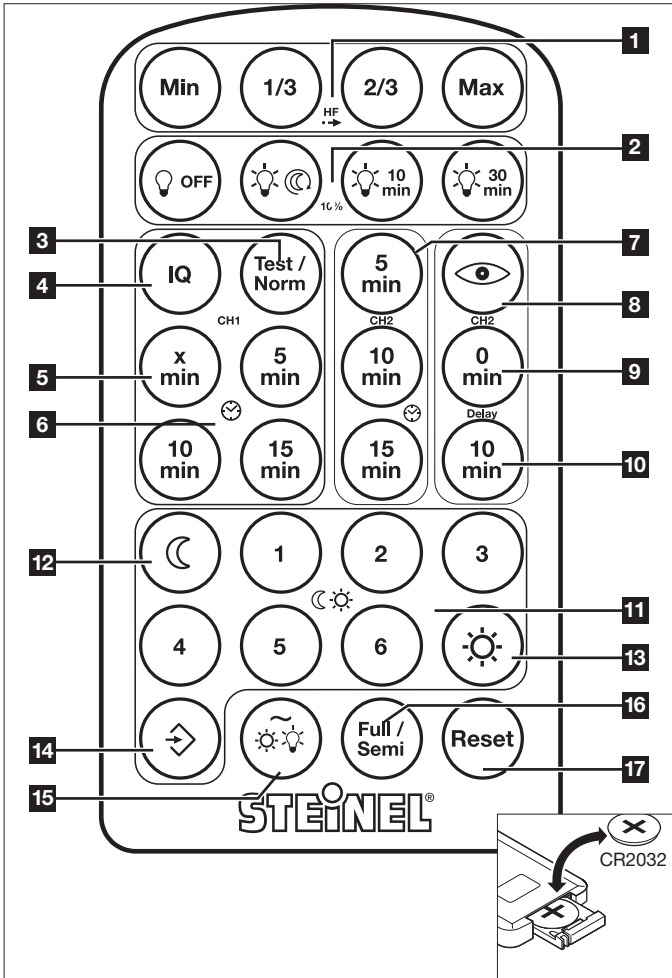 1
Min 1/3 2/3 Max
HF
2
OFF 10 min 30 min
10%
3 7
4 IQ Test / Norm 5 min 8
CH1 CH2 CH2
5 x min 5 min 10 min 0 min 9
6 Delay
10 min 15 min 15 min 10 min 10
12 1 2 3
11
4 5 6 13
14 Full / Semi Reset 16
15 17
STEINEL®
CR2032